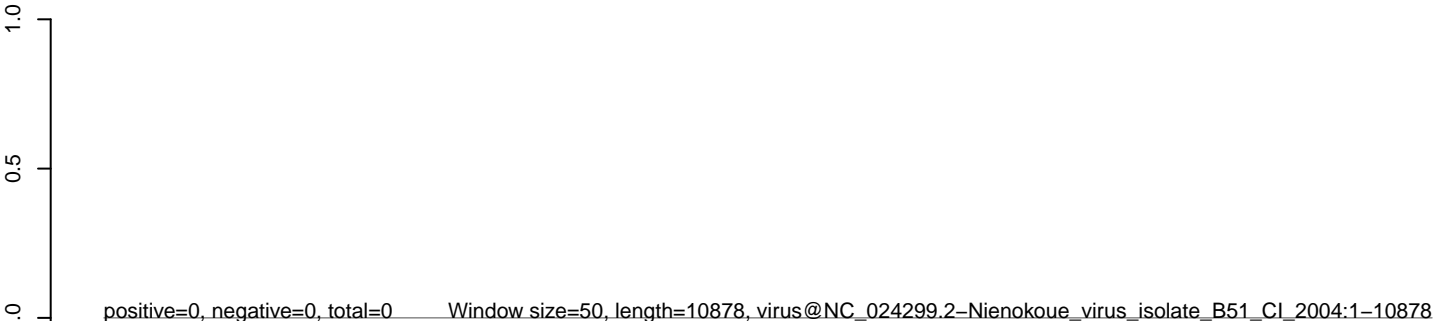 1.0
0.5
.0
positive=0, negative=0, total=0 Window size=50, length=10878, virus@NC_024299.2−Nienokoue_virus_isolate_B51_CI_2004:1−10878